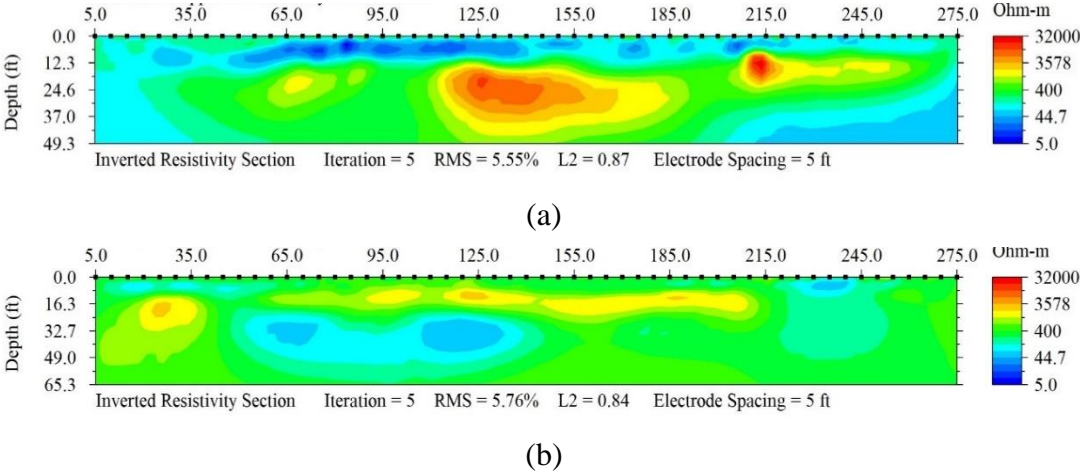 5.0 35.0 65.0 95.0 125.0 155.0 185.0 215.0 245.0 275.0 Ohm-m
0.0
12.3
24.6
37.0
49.3
Depth (ft)
32000
3578
400
44.7
5.0
Inverted Resistivity Section Iteration = 5 RMS = 5.55% L2 = 0.87 Electrode Spacing = 5 ft
(a)
5.0 35.0 65.0 95.0 125.0 155.0 185.0 215.0 245.0 275.0 Ohm-m
0.0
16.3
32.7
49.0
65.3
Depth (ft)
32000
3578
400
44.7
5.0
Inverted Resistivity Section Iteration = 5 RMS = 5.76% L2 = 0.84 Electrode Spacing = 5 ft
(b)